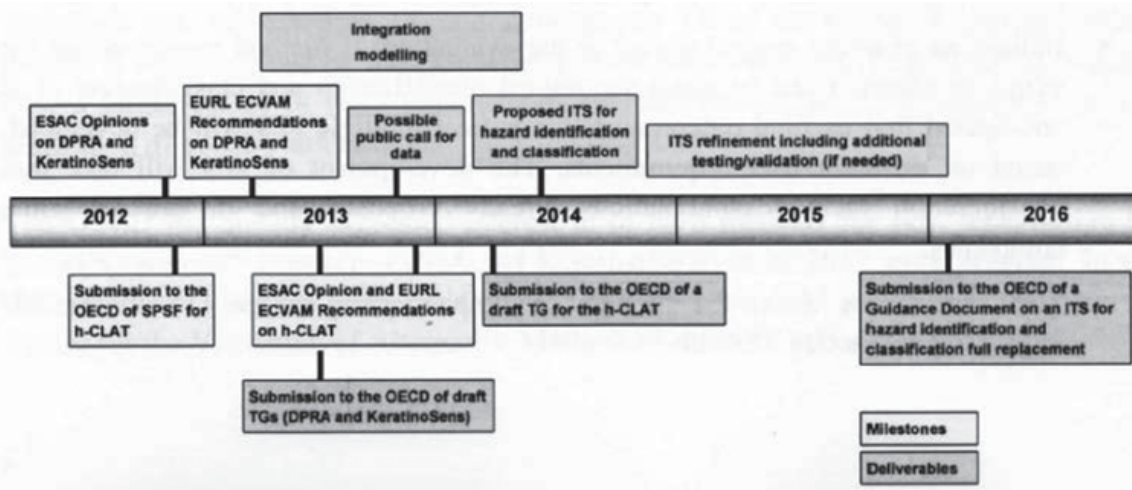 Integration
modelling
ESAC Opinions
on DPRA and
KeratinoSens
EURL ECVAM
Recommendations
on DPRA and
KeratinoSens
Possible
public call for
data
Proposed ITS for
hazard identification
and classification
ITS refinement including additional
testing/validation (if needed)
2012
2013
2014
2015
2016
Submission to the
OECD of SPSF for
h-CLAT
ESAC Opinion and EURL
ECVAM Recommendations
on h-CLAT
Submission to the OECD of a
draft TG for the h-CLAT
Submission to the OECD of a
Guidance Document on an ITS for
hazard identification and
classification full replacement
Submission to the OECD of draft
TGs (DPRA and KeratinoSens)
Milestones
Deliverables